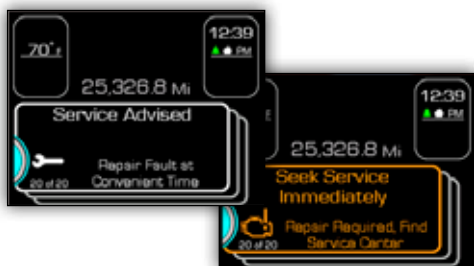 70°F
12:39
PM
25,326.8 Mi
Service Advised
Repair Fault at
Convenient Time
20 of 20
12:39
PM
25,326.8 Mi
Seek Service
Immediately
Repair Required, Find
Service Center
20 of 20